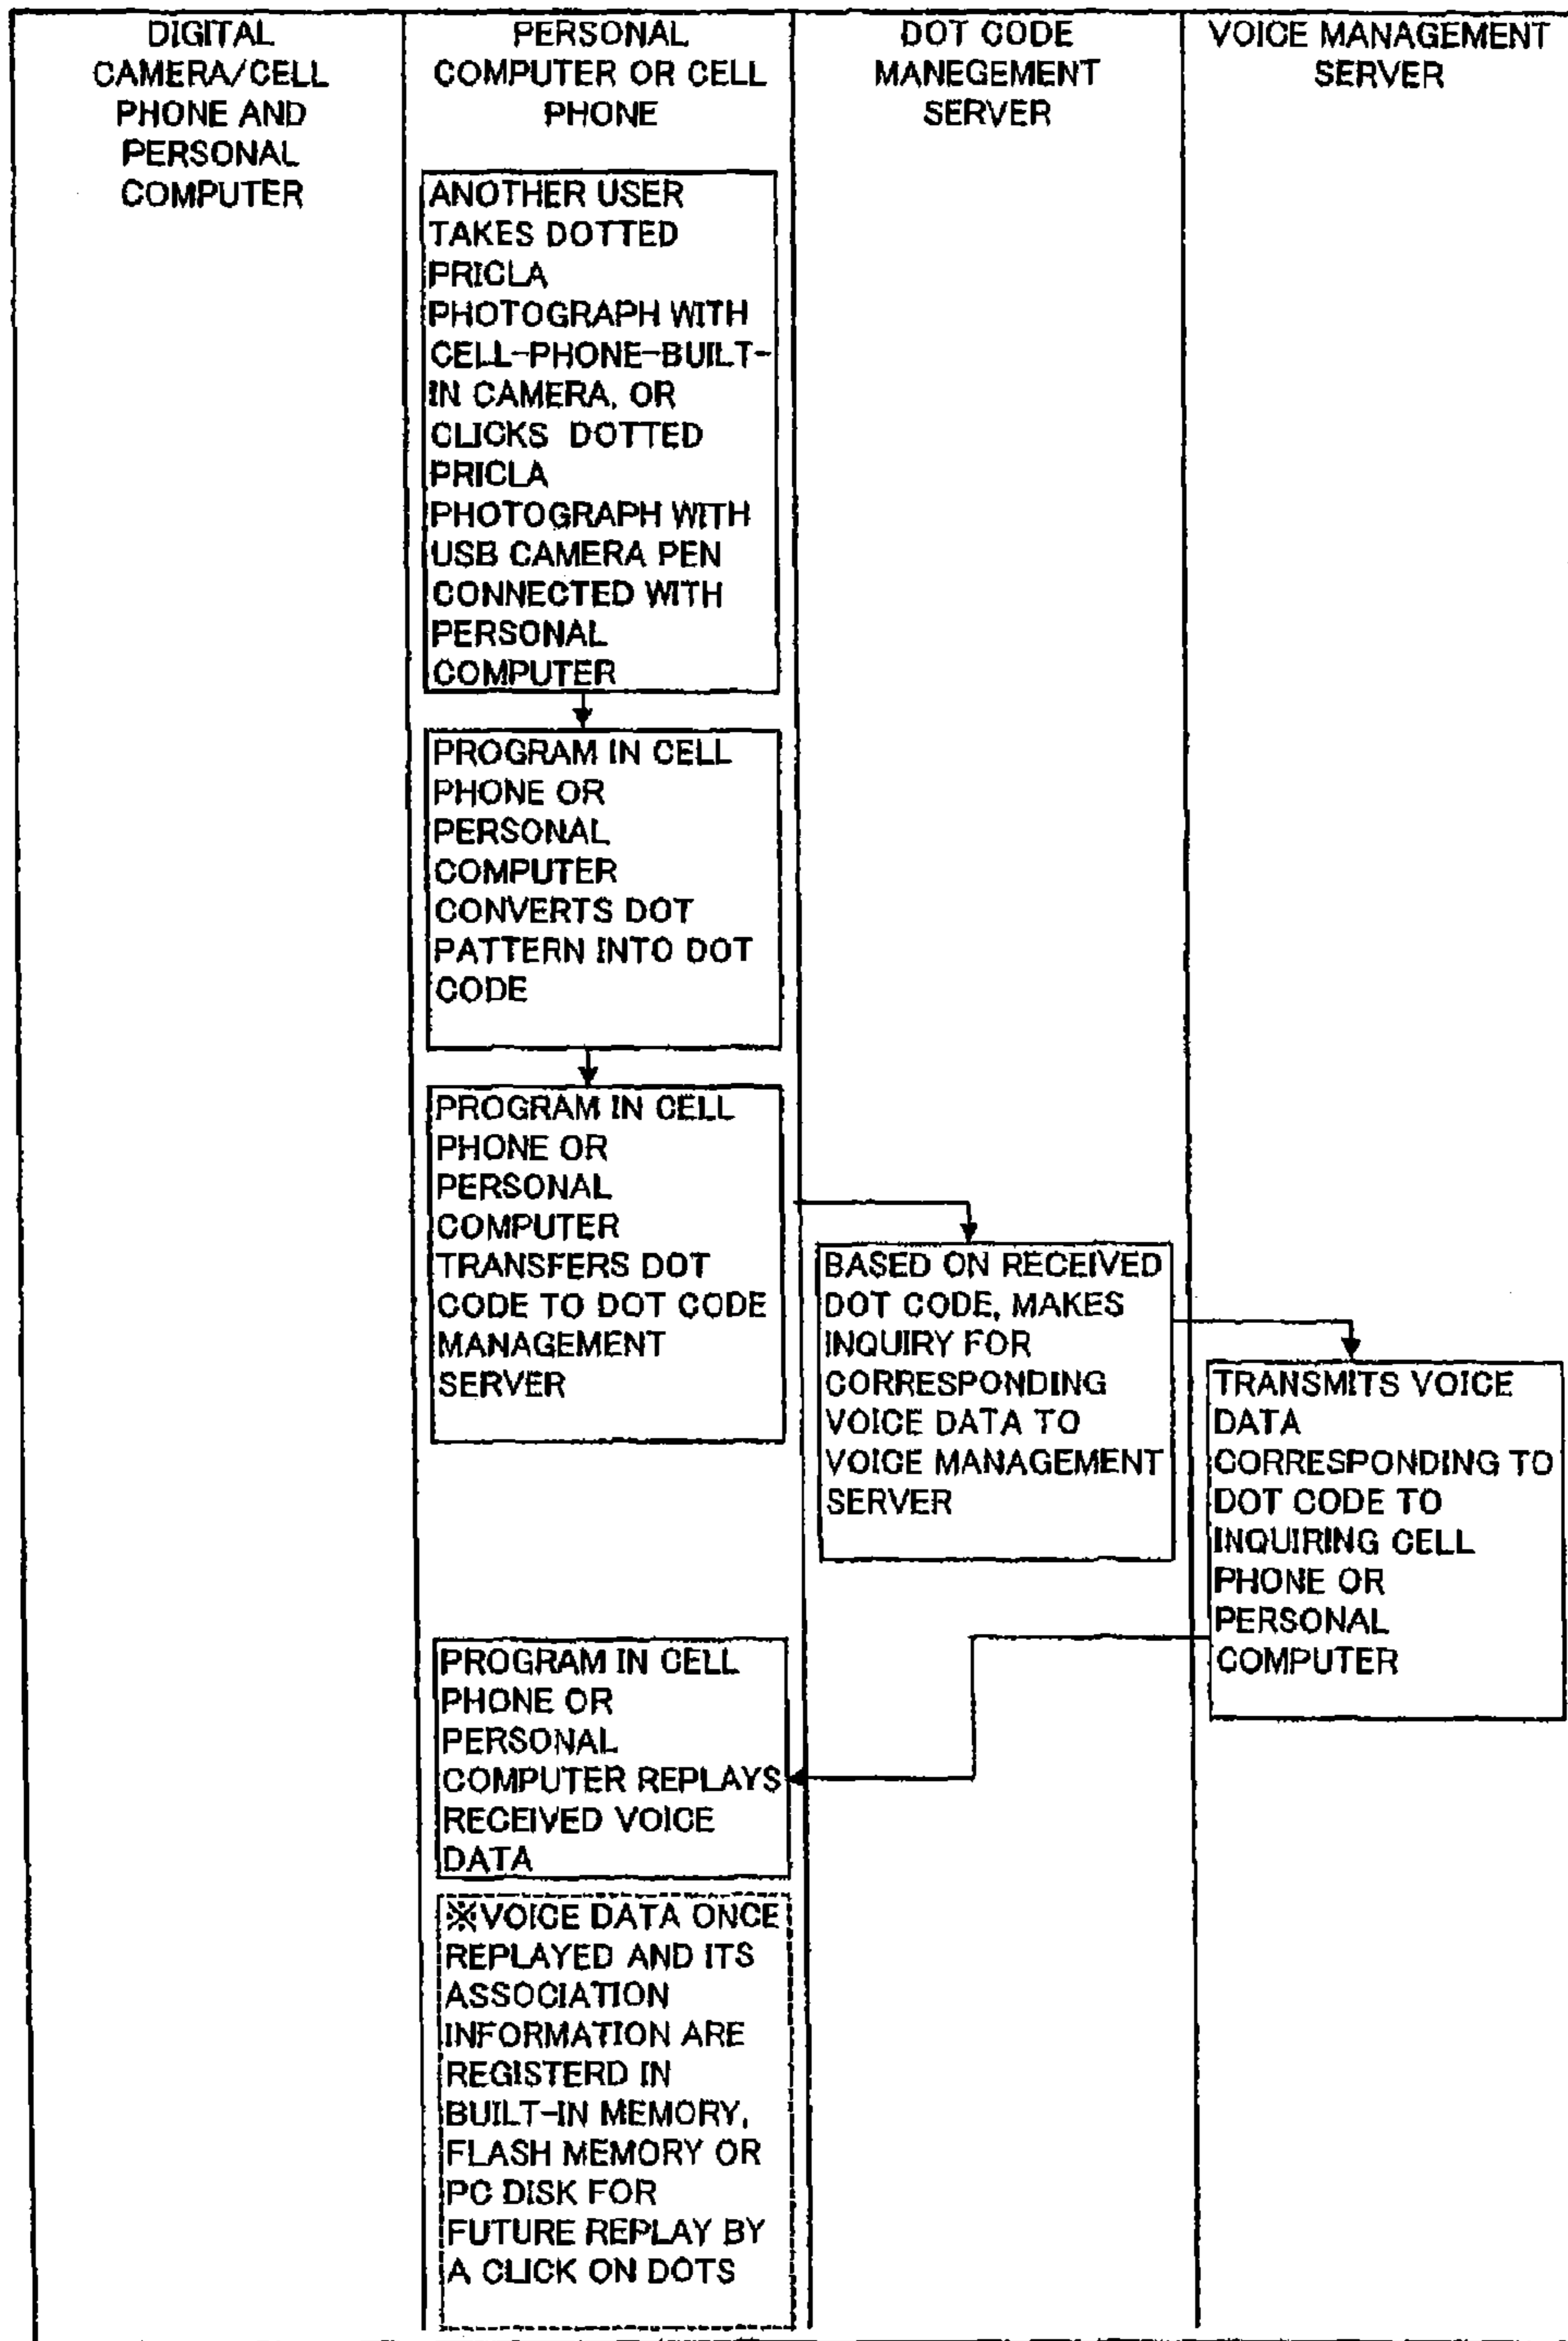 DIGITAL
CAMERA/CELL
PHONE AND
PERSONAL
COMPUTER
PERSONAL
COMPUTER OR CELL
PHONE
DOT CODE
MANEGEMENT
SERVER
VOICE MANAGEMENT
SERVER
ANOTHER USER
TAKES DOTTED
PRICLA
PHOTOGRAPH WITH
CELL-PHONE-BUILT-
IN CAMERA, OR
CLICKS DOTTED
PRICLA
PHOTOGRAPH WITH
USB CAMERA PEN
CONNECTED WITH
PERSONAL
COMPUTER
PROGRAM IN CELL
PHONE OR
PERSONAL
COMPUTER
CONVERTS DOT
PATTERN INTO DOT
CODE
PROGRAM IN CELL
PHONE OR
PERSONAL
COMPUTER
TRANSFERS DOT
CODE TO DOT CODE
MANAGEMENT
SERVER
BASED ON RECEIVED
DOT CODE, MAKES
INQUIRY FOR
CORRESPONDING
VOICE DATA TO
VOICE MANAGEMENT
SERVER
TRANSMITS VOICE
DATA
CORRESPONDING TO
DOT CODE TO
INQUIRING CELL
PHONE OR
PERSONAL
COMPUTER
PROGRAM IN CELL
PHONE OR
PERSONAL
COMPUTER REPLAYS
RECEIVED VOICE
DATA
※VOICE DATA ONCE
REPLAYED AND ITS
ASSOCIATION
INFORMATION ARE
REGISTERD IN
BUILT-IN MEMORY,
FLASH MEMORY OR
PC DISK FOR
FUTURE REPLAY BY
A CLICK ON DOTS